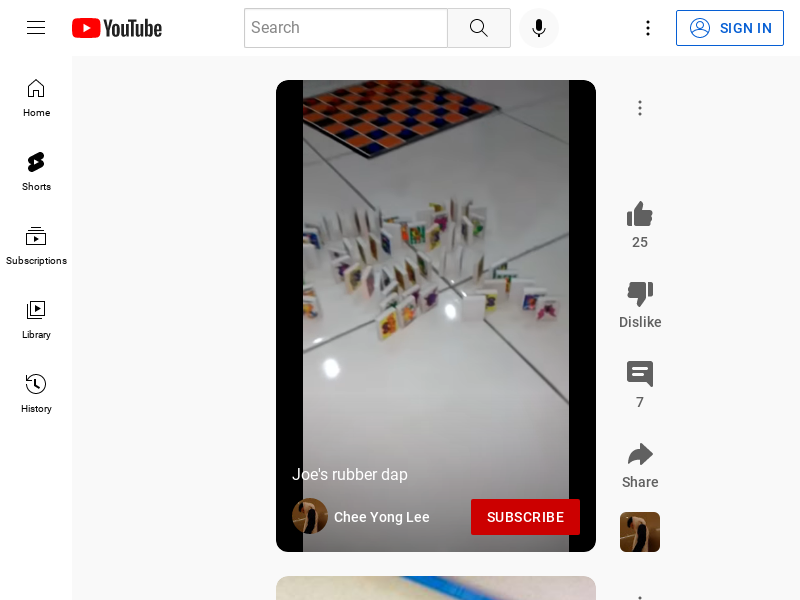 YouTube
Search
SIGN IN
Home
Shorts
Subscriptions
Library
History
25
Dislike
7
Share
Joe's rubber dap
Chee Yong Lee
SUBSCRIBE